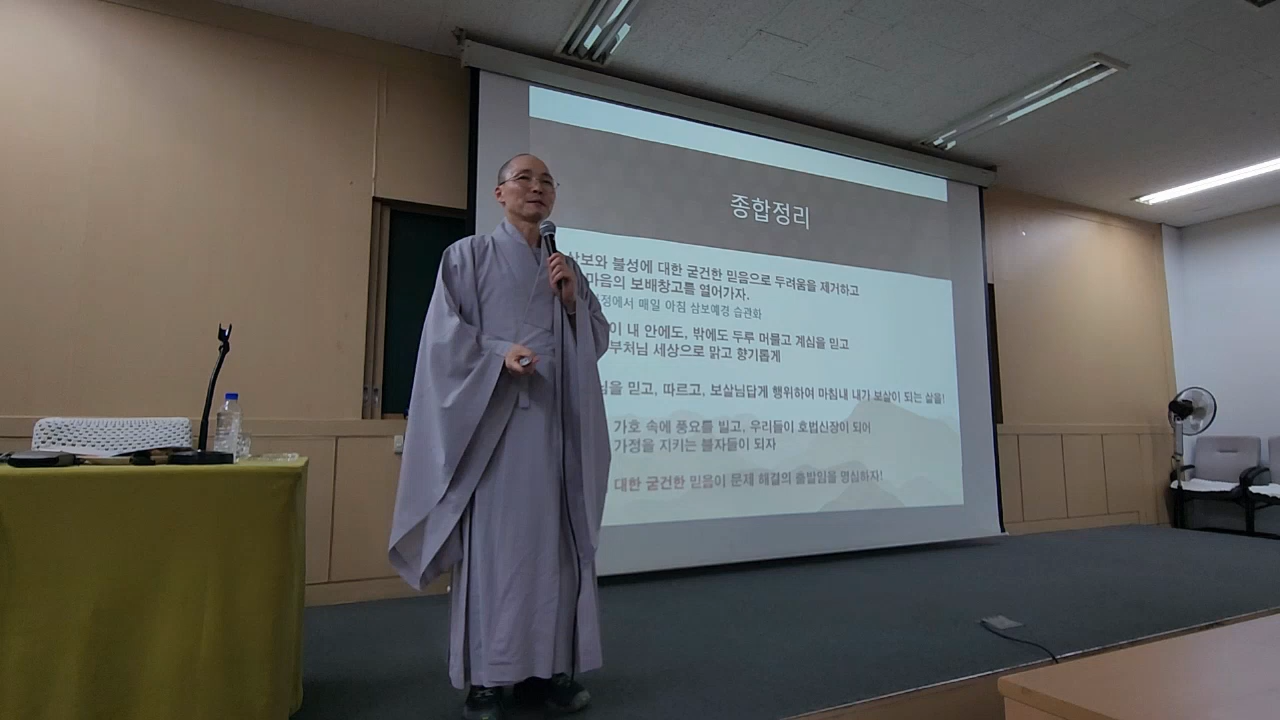 종합정리
삼보와 불성에 대한 굳건한 믿음으로 두려움을 제거하고
마음의 보배창고를 열어가자.
정에서 매일 아침 삼보예경 습관화
이 내 안에도, 밖에도 두루 머물고 계심을 믿고
부처님 세상으로 맑고 향기롭게
님을 믿고, 따르고, 보살님답게 행위하여 마침내 내가 보살이 되는 삶을!
가호 속에 풍요를 빌고, 우리들이 호법신장이 되어
가정을 지키는 불자들이 되자
대한 굳건한 믿음이 문제 해결의 출발임을 명심하자!